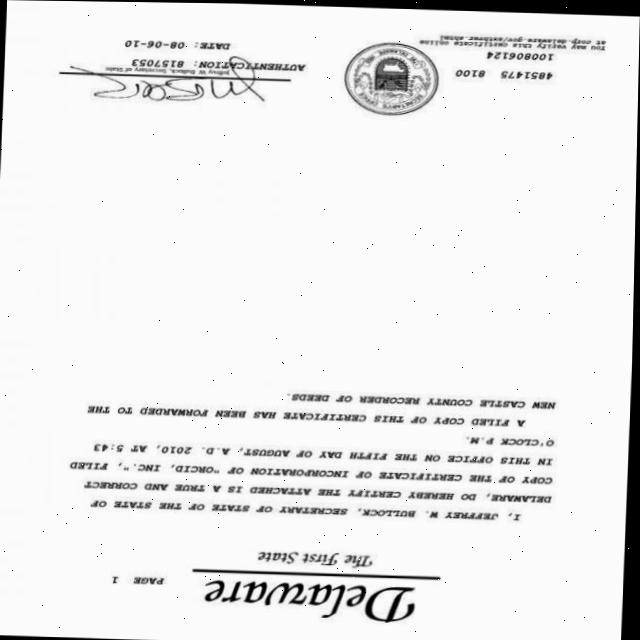 Delaware
PAGE 1
The First State
I, JEFFREY W. BULLOCK, SECRETARY OF STATE OF THE STATE OF
DELAWARE, DO HEREBY CERTIFY THE ATTACHED IS A TRUE AND CORRECT
COPY OF THE CERTIFICATE OF INCORPORATION OF "ORCID, INC.", FILED
IN THIS OFFICE ON THE FIFTH DAY OF AUGUST, A.D. 2010, AT 5:43
O'CLOCK P.M.
A FILED COPY OF THIS CERTIFICATE HAS BEEN FORWARDED TO THE
NEW CASTLE COUNTY RECORDER OF DEEDS.
4851475 8100
100806124
You may verify this certificate online
at corp.delaware.gov/authver.shtml
Jeffrey W. Bullock, Secretary of State
AUTHENTICATION: 8157053
DATE: 08-06-10